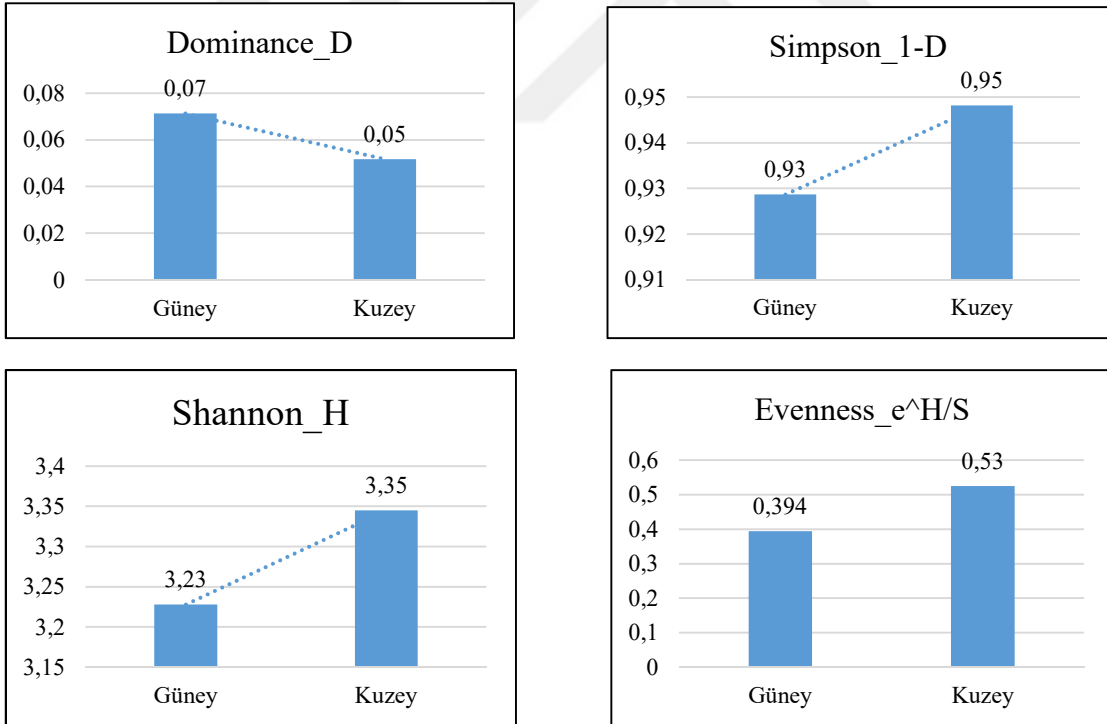 Dominance_D
0,08
0,07
0,06
0,05
0,04
0,02
0
Güney
Kuzey
Simpson_1-D
0,95
0,95
0,94
0,93
0,93
0,92
0,91
Güney
Kuzey
Shannon_H
3,4
3,35
3,35
3,3
3,25
3,23
3,2
3,15
Güney
Kuzey
Evenness_e^H/S
0,6
0,53
0,5
0,394
0,4
0,3
0,2
0,1
0
Güney
Kuzey